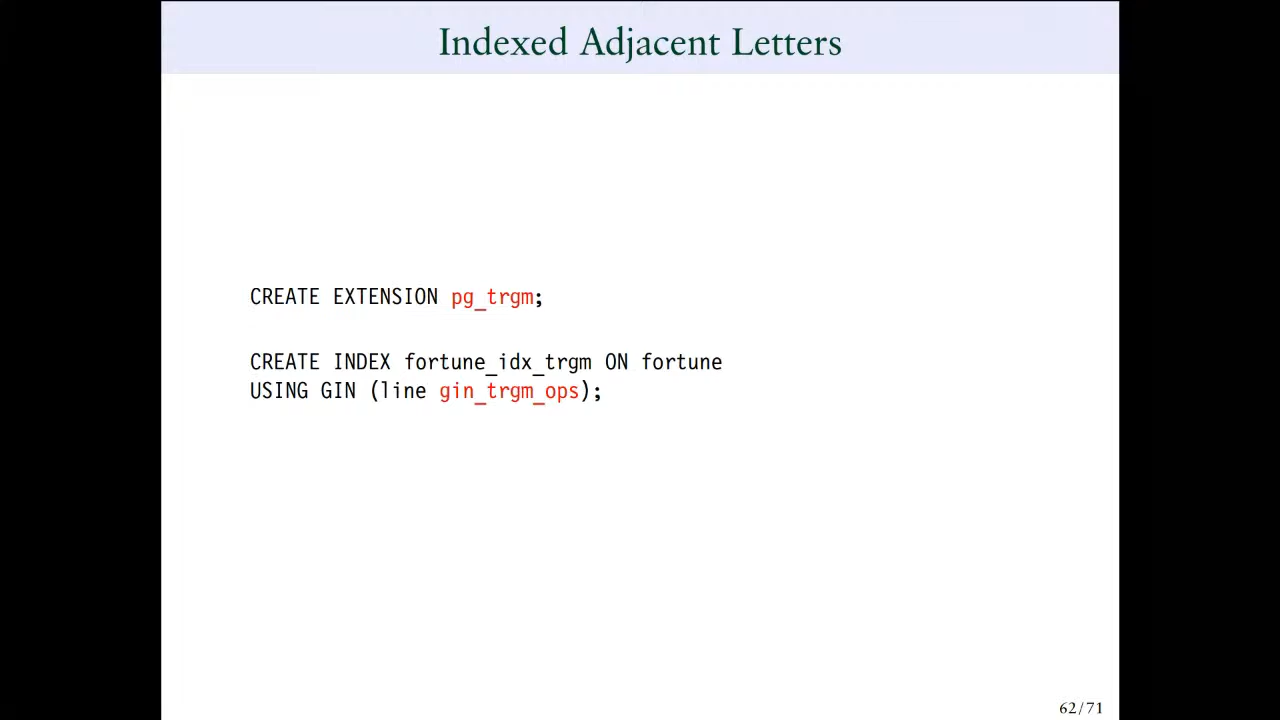 Indexed Adjacent Letters
CREATE EXTENSION pg_trgm;
CREATE INDEX fortune_idx_trgm ON fortune
USING GIN (line gin_trgm_ops);
62/71